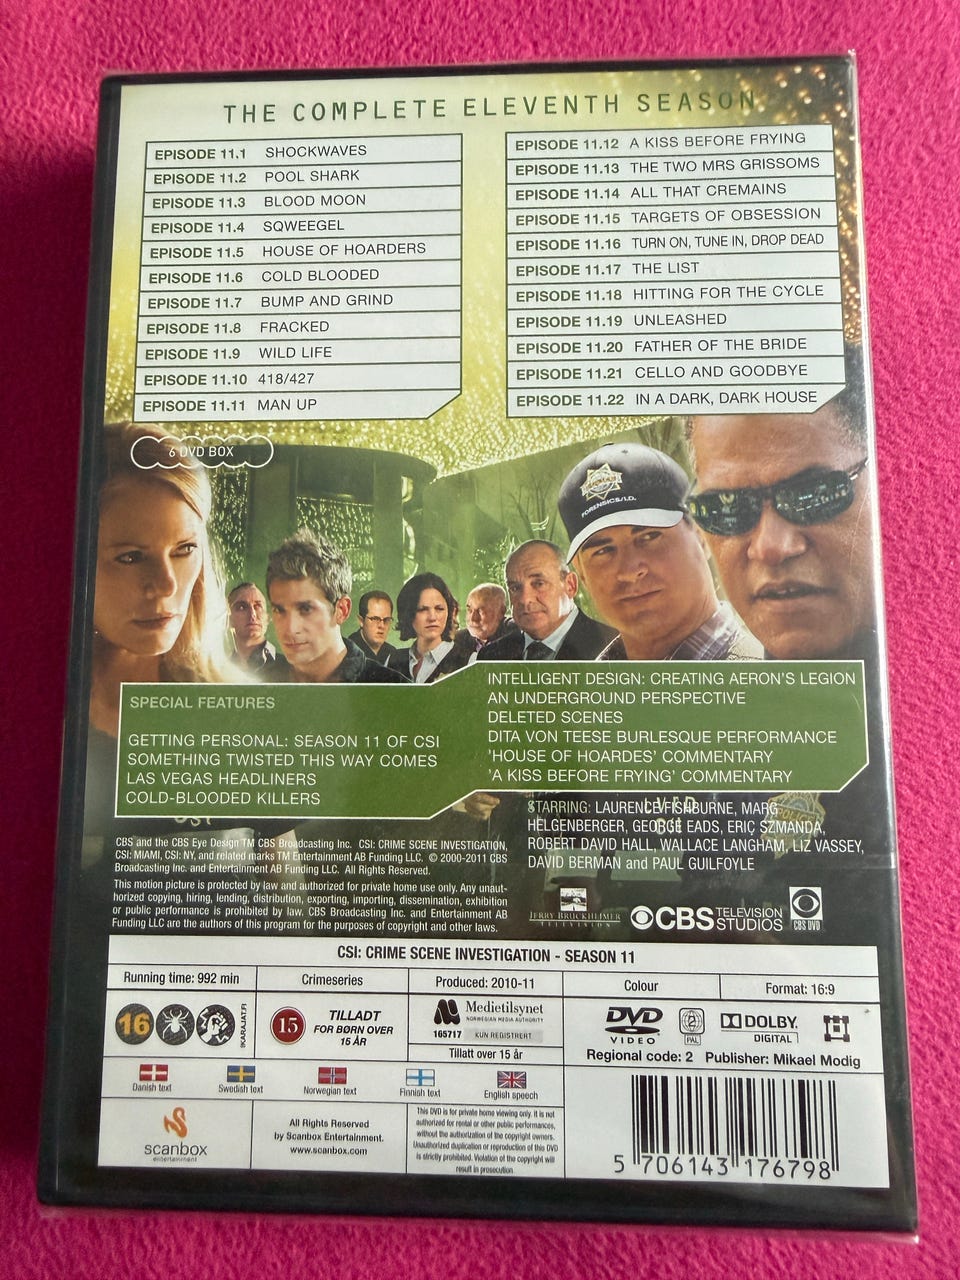 THE COMPLETE ELEVENTH SEASON
EPISODE 11.1 SHOCKWAVES
EPISODE 11.2 POOL SHARK
EPISODE 11.3 BLOOD MOON
EPISODE 11.4 SQWEEGEL
EPISODE 11.5 HOUSE OF HOARDERS
EPISODE 11.6 COLD BLOODED
EPISODE 11.7 BUMP AND GRIND
EPISODE 11.8 FRACKED
EPISODE 11.9 WILD LIFE
EPISODE 11.10 418/427
EPISODE 11.11 MAN UP
EPISODE 11.12 A KISS BEFORE FRYING
EPISODE 11.13 THE TWO MRS GRISSOMS
EPISODE 11.14 ALL THAT CREMAINS
EPISODE 11.15 TARGETS OF OBSESSION
EPISODE 11.16 TURN ON, TUNE IN, DROP DEAD
EPISODE 11.17 THE LIST
EPISODE 11.18 HITTING FOR THE CYCLE
EPISODE 11.19 UNLEASHED
EPISODE 11.20 FATHER OF THE BRIDE
EPISODE 11.21 CELLO AND GOODBYE
EPISODE 11.22 IN A DARK, DARK HOUSE
6 DVD BOX
FORENSICS/I.D.
SPECIAL FEATURES
GETTING PERSONAL: SEASON 11 OF CSI
SOMETHING TWISTED THIS WAY COMES
LAS VEGAS HEADLINERS
COLD-BLOODED KILLERS
INTELLIGENT DESIGN: CREATING AERON'S LEGION
AN UNDERGROUND PERSPECTIVE
DELETED SCENES
DITA VON TEESE BURLESQUE PERFORMANCE
'HOUSE OF HOARDES' COMMENTARY
'A KISS BEFORE FRYING' COMMENTARY
STARRING: LAURENCE FISHBURNE, MARG
HELGENBERGER, GEORGE EADS, ERIC SZMANDA,
ROBERT DAVID HALL, WALLACE LANGHAM, LIZ VASSEY,
DAVID BERMAN and PAUL GUILFOYLE
CBS and the CBS Eye Design TM CBS Broadcasting Inc. CSI: CRIME SCENE INVESTIGATION,
CSI: MIAMI, CSI: NY, and related marks TM Entertainment AB Funding LLC. © 2000-2011 CBS
Broadcasting Inc. and Entertainment AB Funding LLC. All Rights Reserved.
This motion picture is protected by law and authorized for private home use only. Any unaut-
horized copying, hiring, lending, distribution, exporting, importing, dissemination, exhibition
or public performance is prohibited by law. CBS Broadcasting Inc. and Entertainment AB
Funding LLC are the authors of this program for the purposes of copyright and other laws.
JERRY BRUCKHEIMER
TELEVISION
CBS TELEVISION STUDIOS
CBS DVD
CSI: CRIME SCENE INVESTIGATION - SEASON 11
Running time: 992 min
Crimeseries
Produced: 2010-11
Colour
Format: 16:9
16
IKARAJAT.FI
15
TILLADT
FOR BØRN OVER
15 ÅR
Medietilsynet
NORWEGIAN MEDIA AUTHORITY
165717 KUN REGISTRERT
Tillatt over 15 år
DVD
VIDEO
2
PAL
DOLBY
DIGITAL
Regional code: 2 Publisher: Mikael Modig
Danish text
Swedish text
Norwegian text
Finnish text
English speech
scanbox
entertainment
All Rights Reserved
by Scanbox Entertainment.
www.scanbox.com
This DVD is for private home viewing only. It is not
authorized for rental or other public performances,
without the authorization of the copyright owners.
Unauthorized duplication or reproduction of this DVD
is strictly prohibited. Violation of the copyright will
result in prosecution.
5 706143 176798